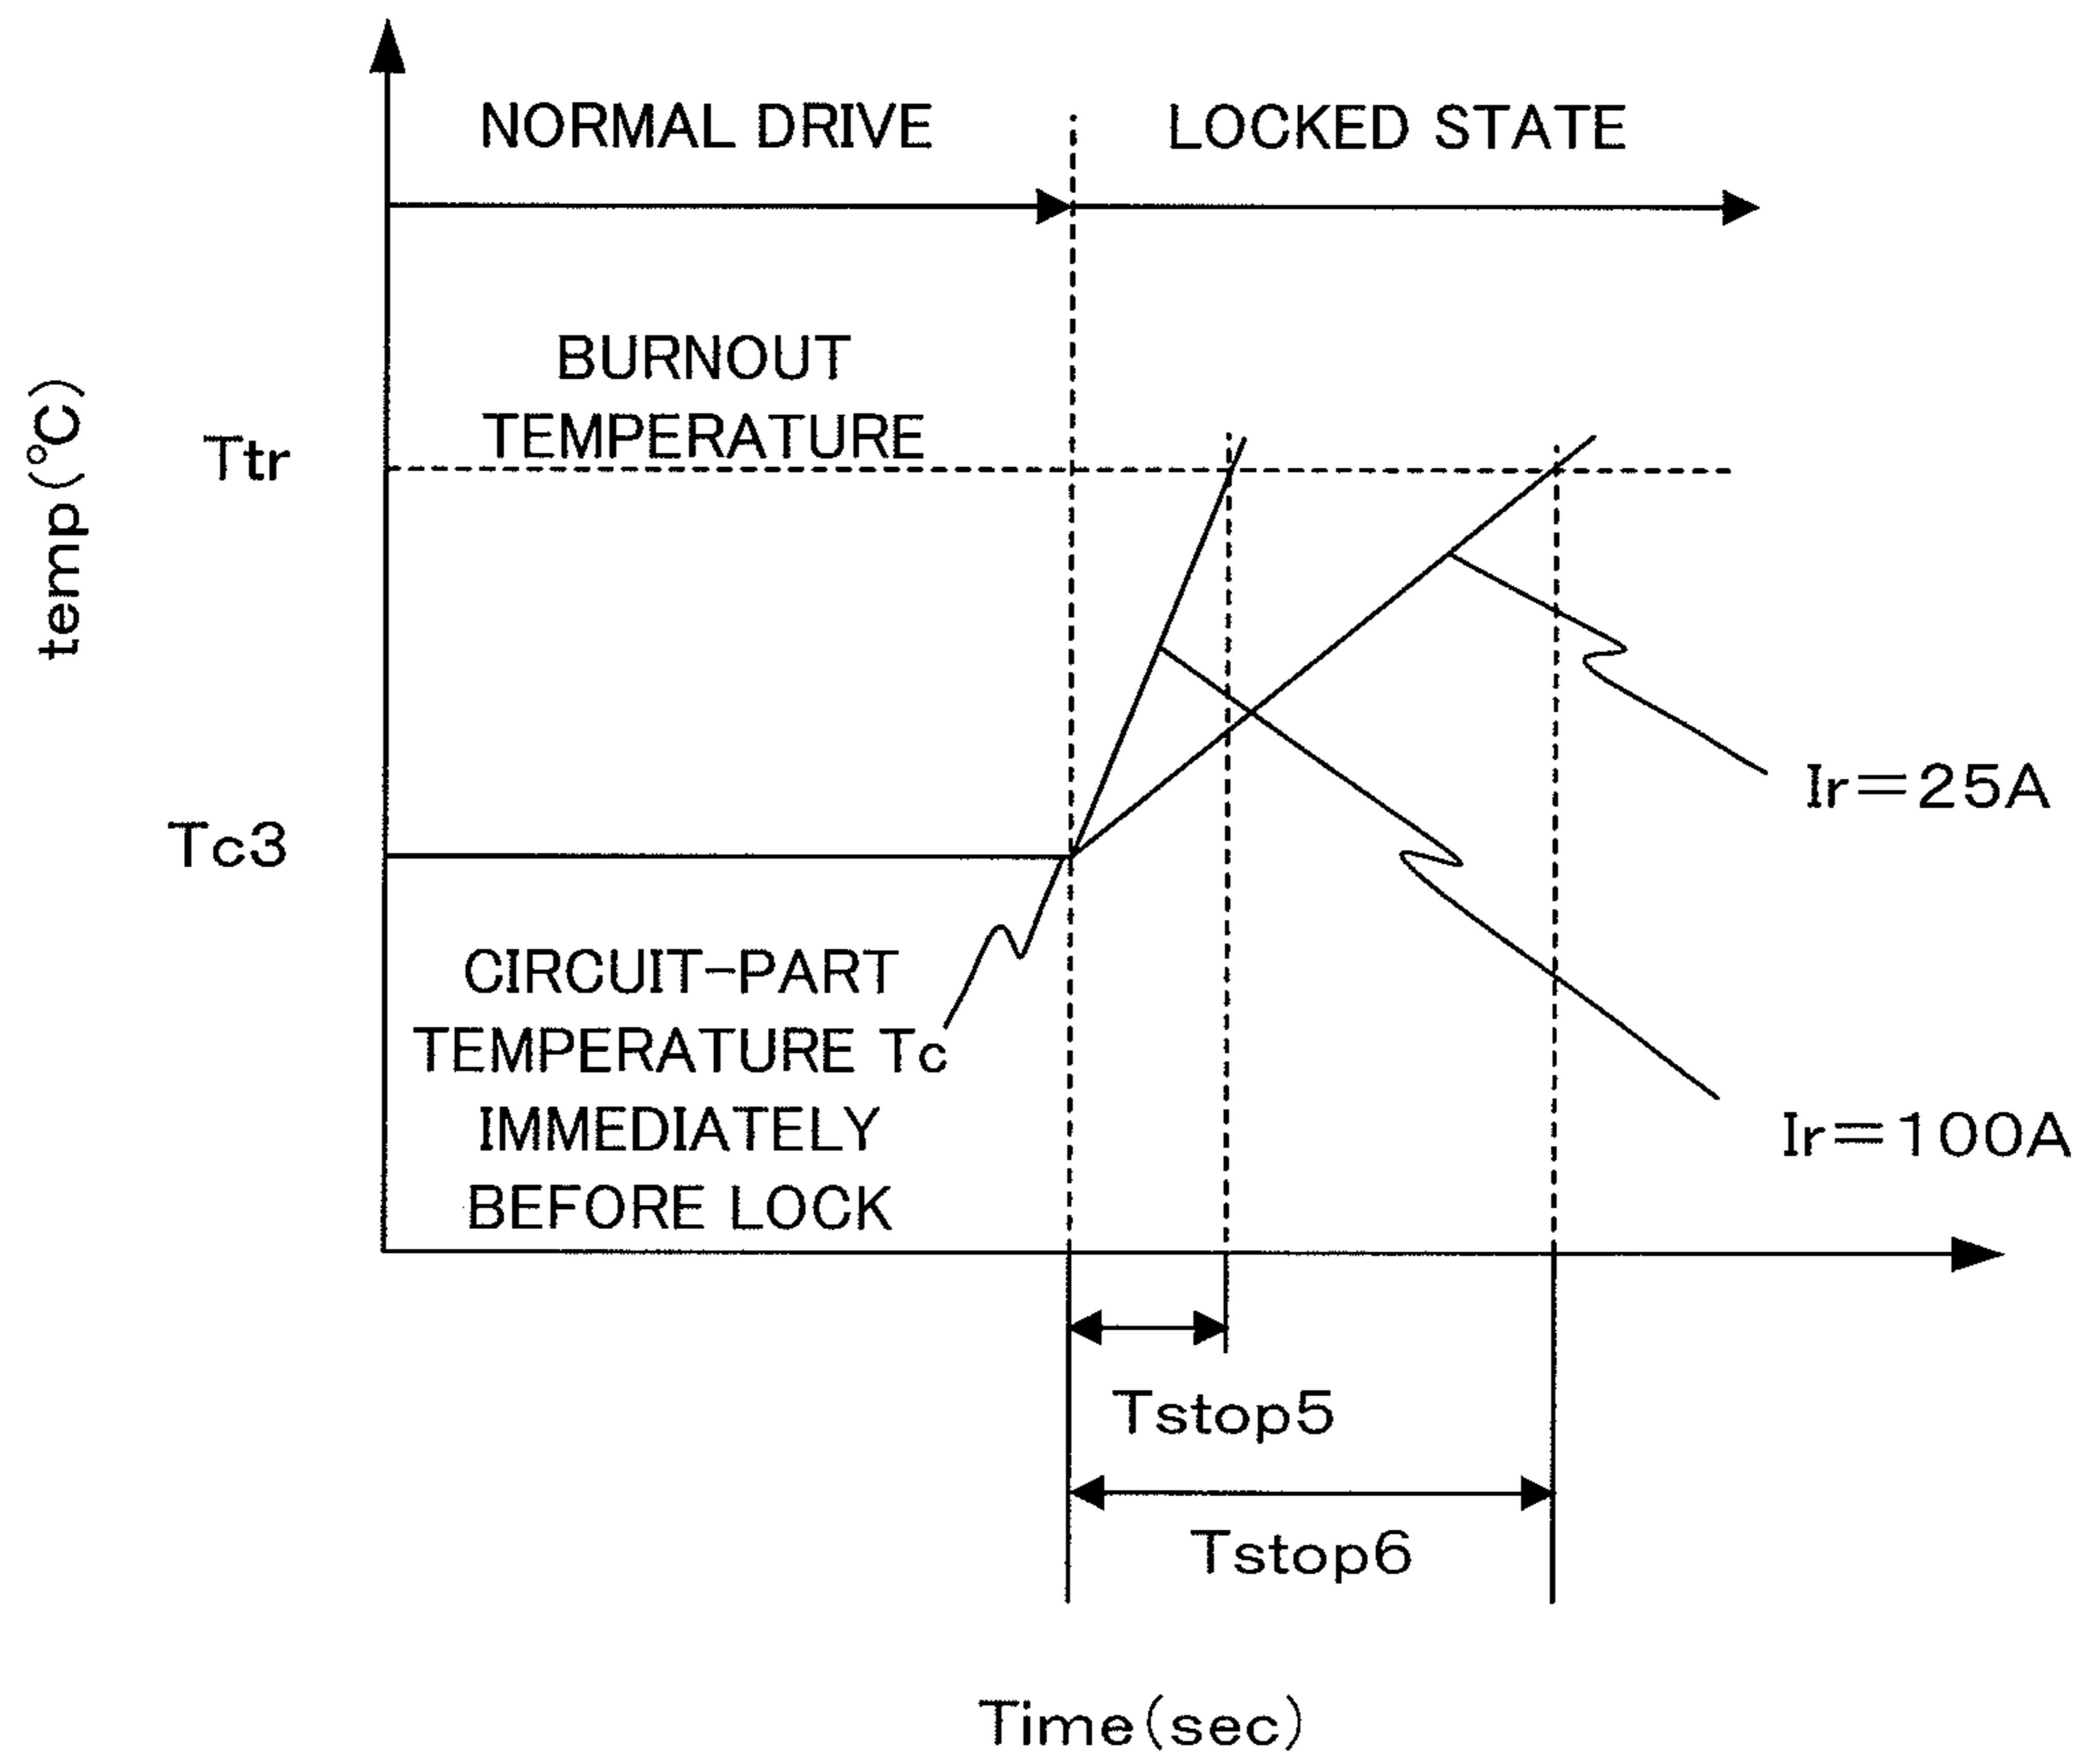 NORMAL DRIVE
LOCKED STATE
BURNOUT
TEMPERATURE
temp(°C)
Ttr
Tc3
Ir=25A
CIRCUIT-PART
TEMPERATURE Tc
IMMEDIATELY
BEFORE LOCK
Ir=100A
Tstop5
Tstop6
Time(sec)